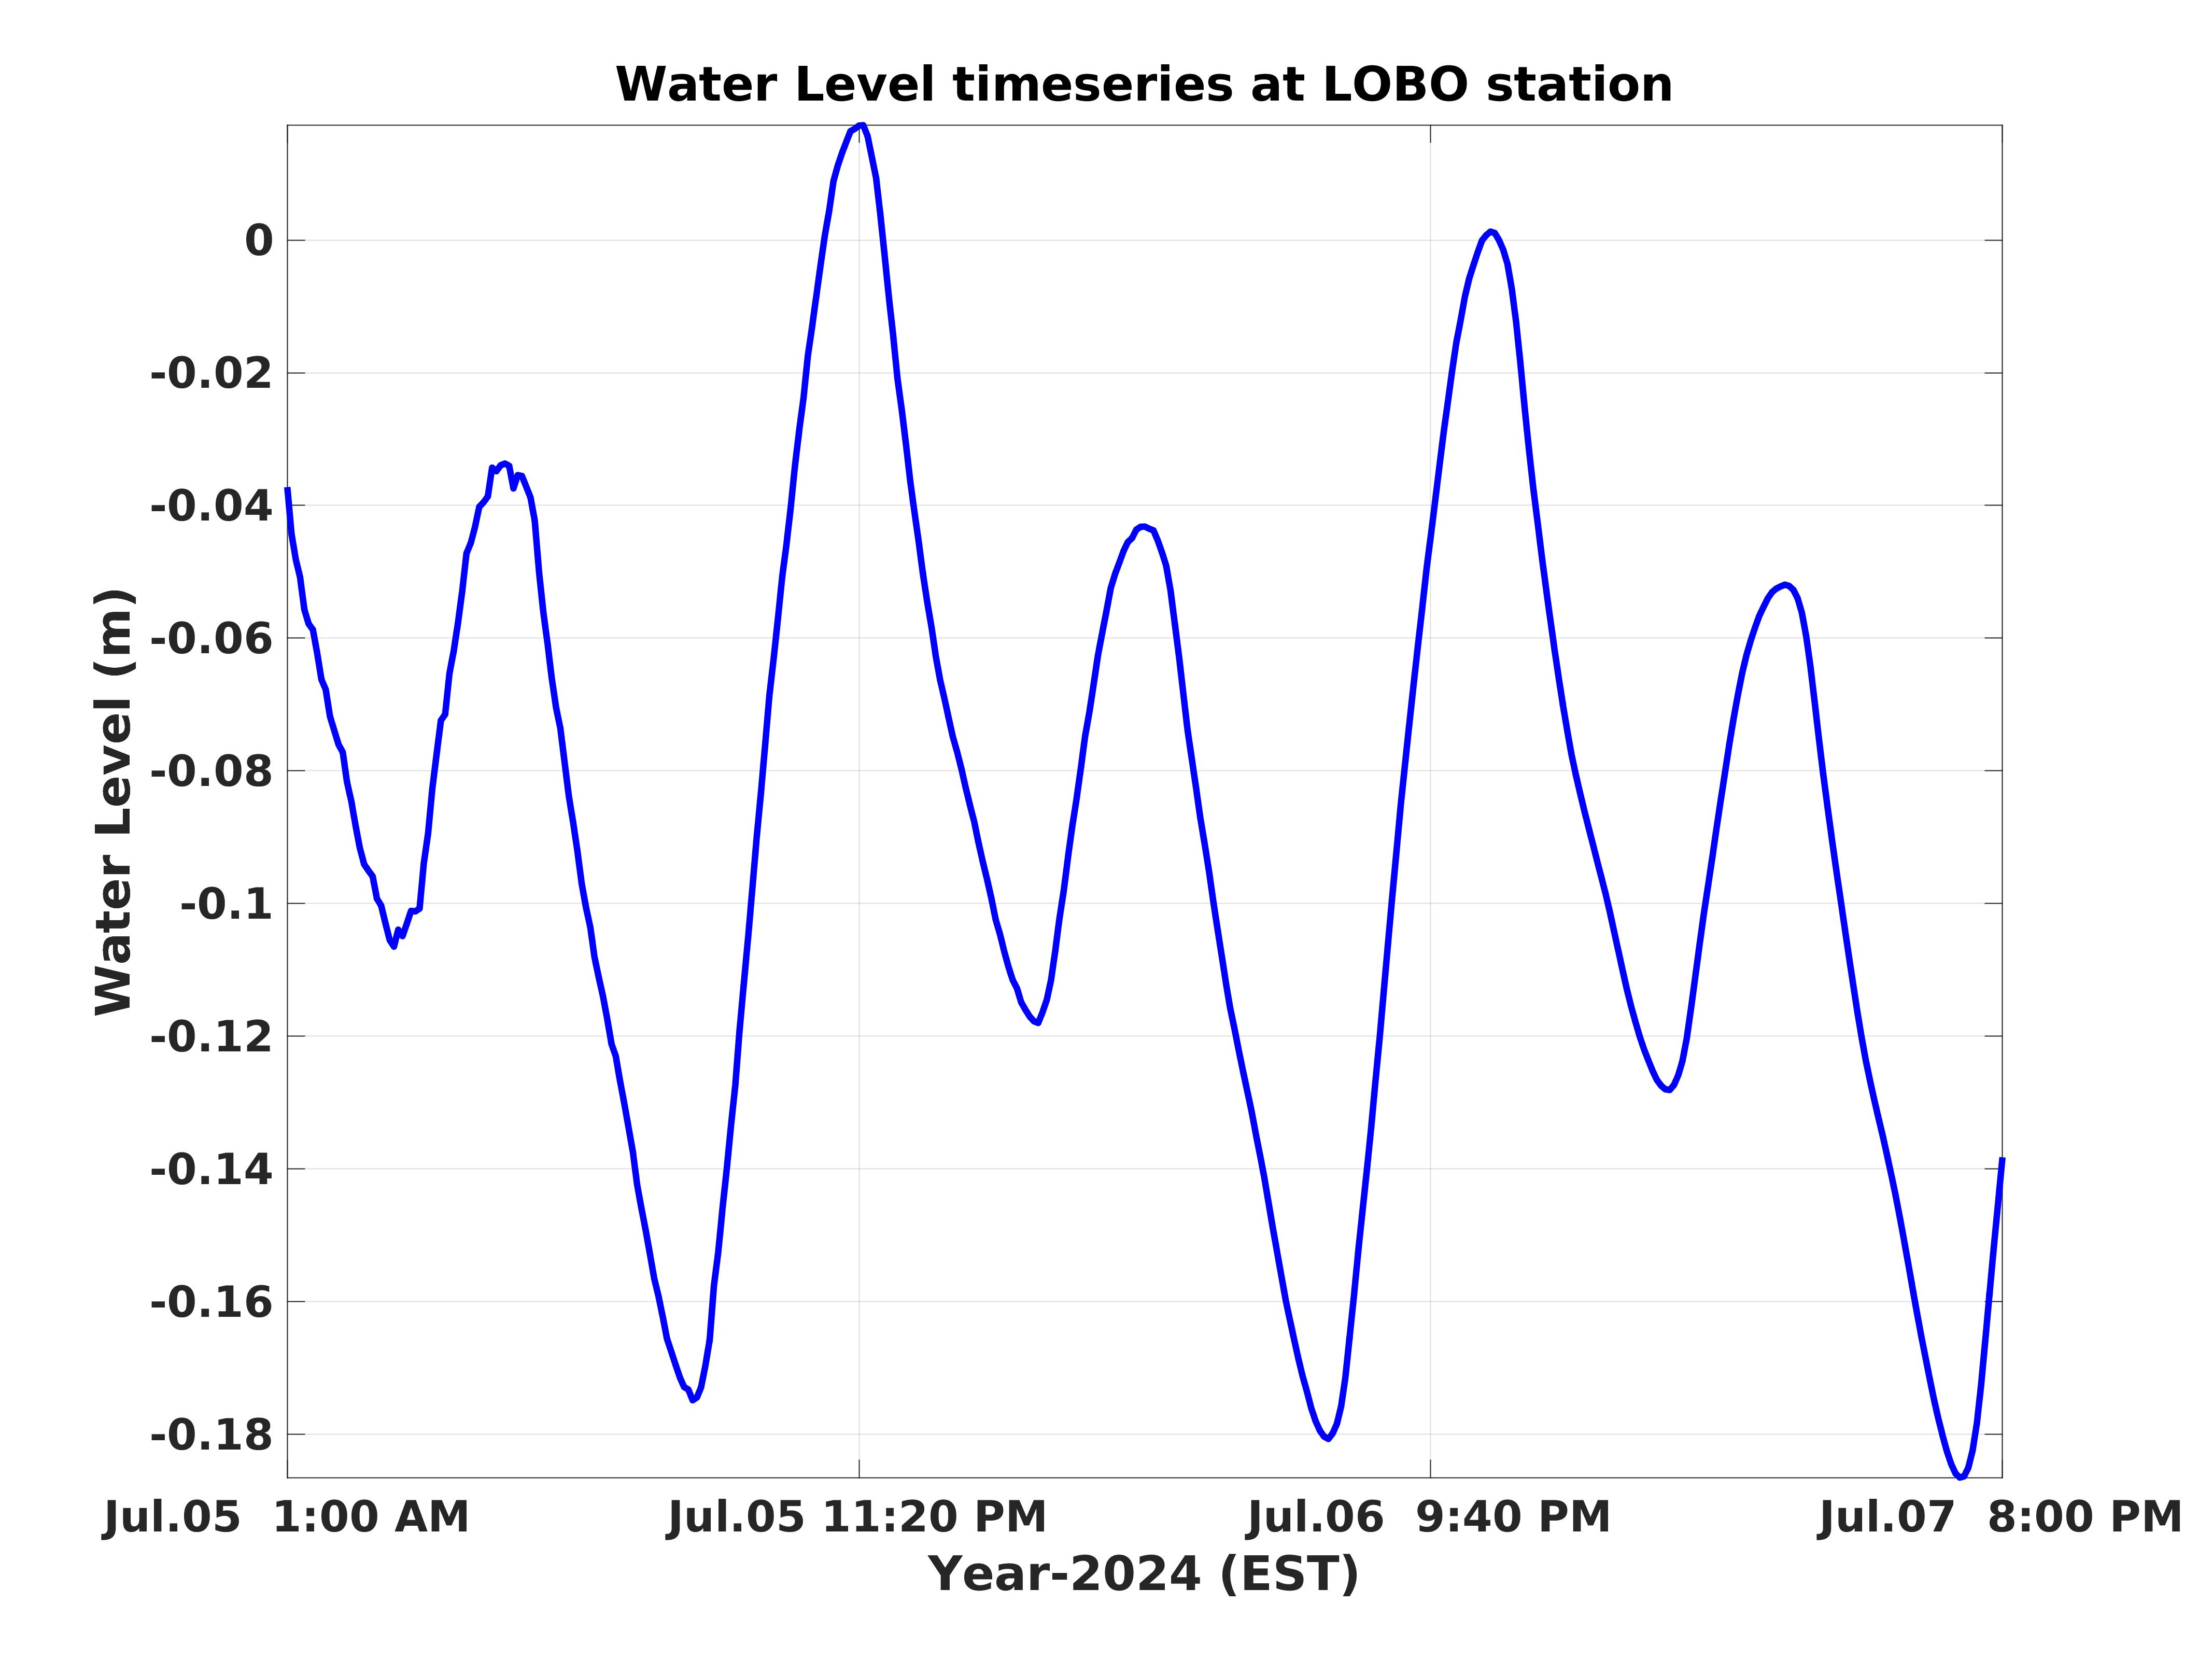 Water Level timeseries at LOBO station
Water Level (m)
0
-0.02
-0.04
-0.06
-0.08
-0.1
-0.12
-0.14
-0.16
-0.18
Jul.05  1:00 AM
Jul.05 11:20 PM
Jul.06  9:40 PM
Jul.07  8:00 PM
Year-2024 (EST)